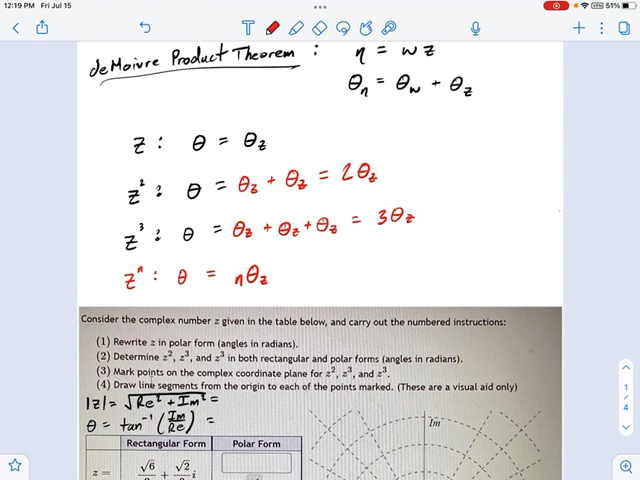 12:19 PM Fri Jul 15
51%
deMoivre Product Theorem : η = wz
θη = θw + θz
z : θ = θz
z² : θ = θz + θz = 2θz
z³ : θ = θz + θz + θz = 3θz
zⁿ : θ = nθz
Consider the complex number z given in the table below, and carry out the numbered instructions:
(1) Rewrite z in polar form (angles in radians).
(2) Determine z², z³, and z³ in both rectangular and polar forms (angles in radians).
(3) Mark points on the complex coordinate plane for z², z³, and z³.
(4) Draw line segments from the origin to each of the points marked. (These are a visual aid only)
|z| = √Re² + Im² =
θ = tan⁻¹ (Im/Re) =
Im
Rectangular Form Polar Form
z = √6 + √2 i
1
4